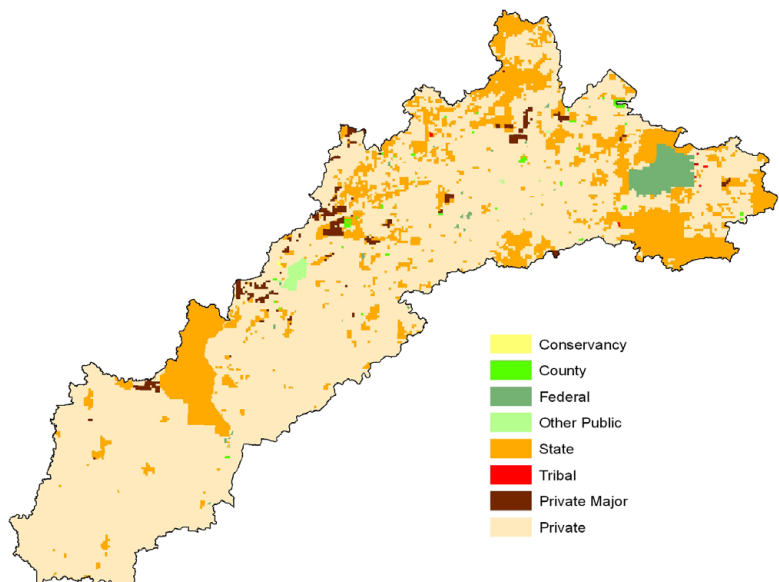 Conservancy
County
Federal
Other Public
State
Tribal
Private Major
Private